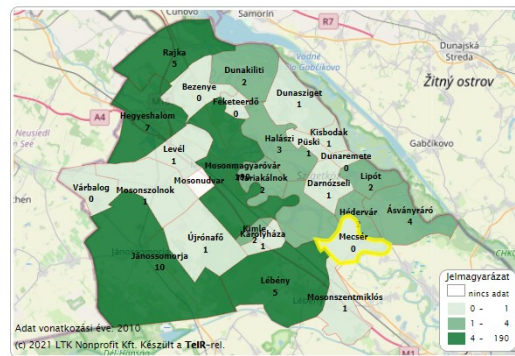 Čunovo
Šamorín
R7
Rajka
5
Dunakiliti
2
Bezenye
0
Feketeerdő
0
Dunasziget
1
Vodné
Gabčíkovo
Dunajská
Streda
Žitný ostrov
A4
Neusiedl
Hegyeshalom
7
Levél
1
Halászi
3
Püski
1
Kisbodak
1
Gabčíkovo
Mosonmagyaróvár
190
Máriakálnok
2
Dunaremete
0
Lipót
2
Várbalog
0
Mosonszolnok
1
Mosonudvar
Darnózseli
1
Hédervár
Ásványráró
4
Mecsér
0
Kimle
2
Károlyháza
1
Újrónafő
1
Jánossomorja
10
Lébény
5
Mosonszentmiklós
1
M1
Jelmagyarázat
nincs adat
0 - 1
1 - 4
4 - 190
Adat vonatkozási éve: 2010
(c) 2021 LTK Nonprofit Kft. Készült a TeIR-rel.